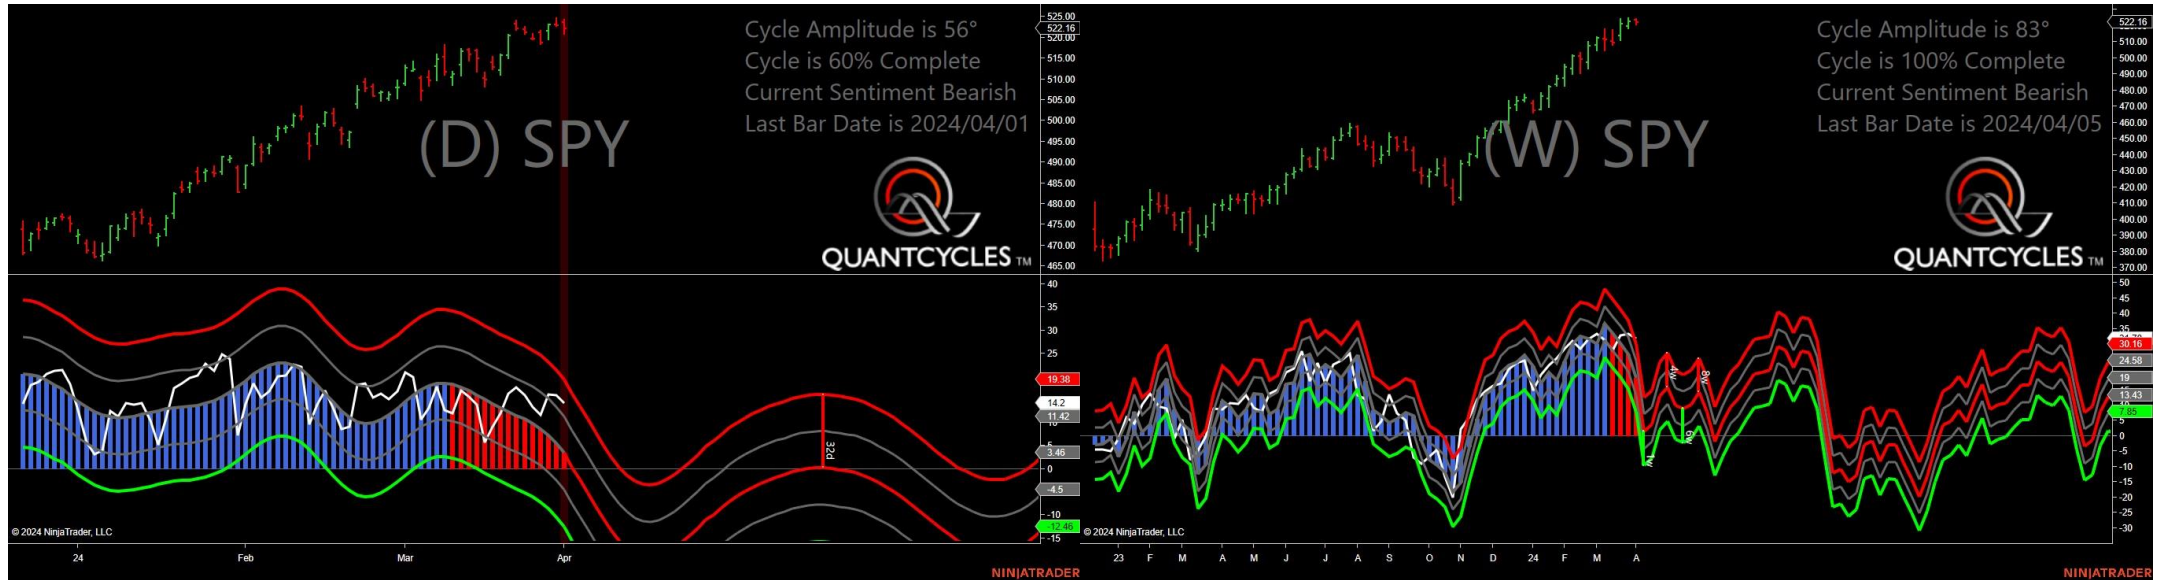 Cycle Amplitude is 56°
Cycle is 60% Complete
Current Sentiment Bearish
Last Bar Date is 2024/04/01
(D) SPY
QUANTCYCLES TM
525.00
522.16
520.00
515.00
510.00
505.00
500.00
495.00
490.00
485.00
480.00
475.00
470.00
465.00
40
35
30
25
19.38
14.2
11.42
10
3.46
0
-4.5
-10
-12.46
-15
32d
© 2024 NinjaTrader, LLC
24 Feb Mar Apr
NINJATRADER
Cycle Amplitude is 83°
Cycle is 100% Complete
Current Sentiment Bearish
Last Bar Date is 2024/04/05
(W) SPY
QUANTCYCLES TM
522.16
510.00
500.00
490.00
480.00
470.00
460.00
450.00
440.00
430.00
420.00
410.00
400.00
390.00
380.00
370.00
50
45
40
35
30.16
24.58
19
13.43
7.85
5
0
-5
-10
-15
-20
-25
-30
4w
8w
6w
1w
© 2024 NinjaTrader, LLC
23 F M A M J J A S O N D 24 F M A
NINJATRADER